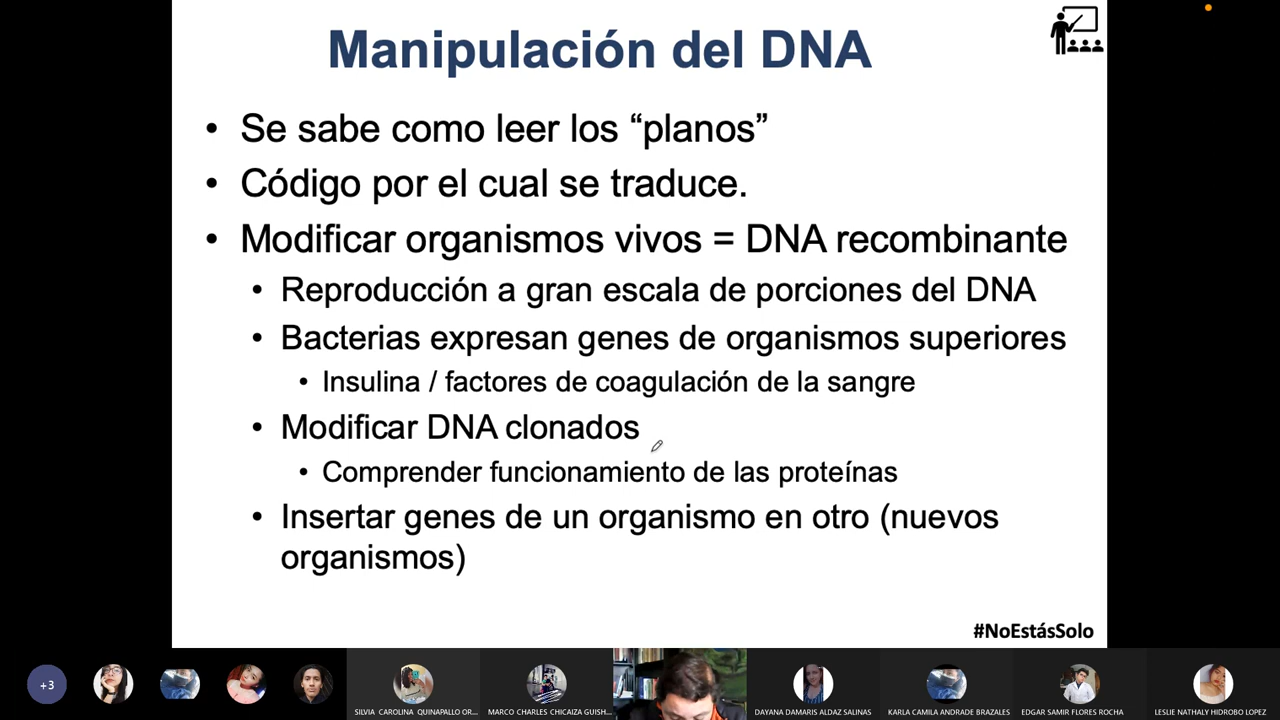 Manipulación del DNA
• Se sabe como leer los “planos”
• Código por el cual se traduce.
• Modificar organismos vivos = DNA recombinante
• Reproducción a gran escala de porciones del DNA
• Bacterias expresan genes de organismos superiores
• Insulina / factores de coagulación de la sangre
• Modificar DNA clonados
• Comprender funcionamiento de las proteínas
• Insertar genes de un organismo en otro (nuevos
organismos)
#NoEstásSolo
+3
SILVIA CAROLINA QUINAPALLO OR...
MARCO CHARLES CHICAIZA GUISH...
DAYANA DAMARIS ALDAZ SALINAS
KARLA CAMILA ANDRADE BRAZALES
EDGAR SAMIR FLORES ROCHA
LESLIE NATHALY HIDROBO LOPEZ